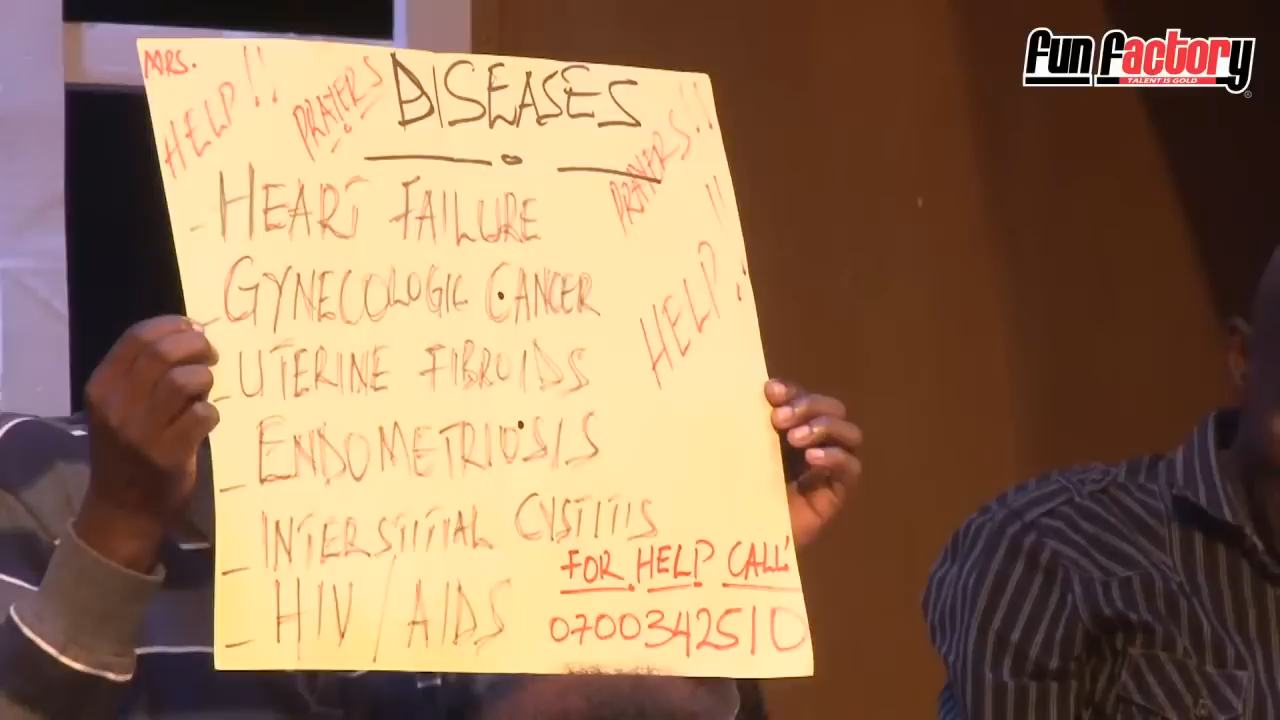 fun factory
TALENT IS GOLD
MRS.
HELP!!
PRAYERS
DISEASES
PRAYERS!!
- HEART FAILURE
- GYNECOLOGIC CANCER
HELP!!
- UTERINE FIBROIDS
- ENDOMETRIOSIS
- INTERSTITIAL CYSTITIS
- HIV/AIDS
FOR HELP CALL
0700342510